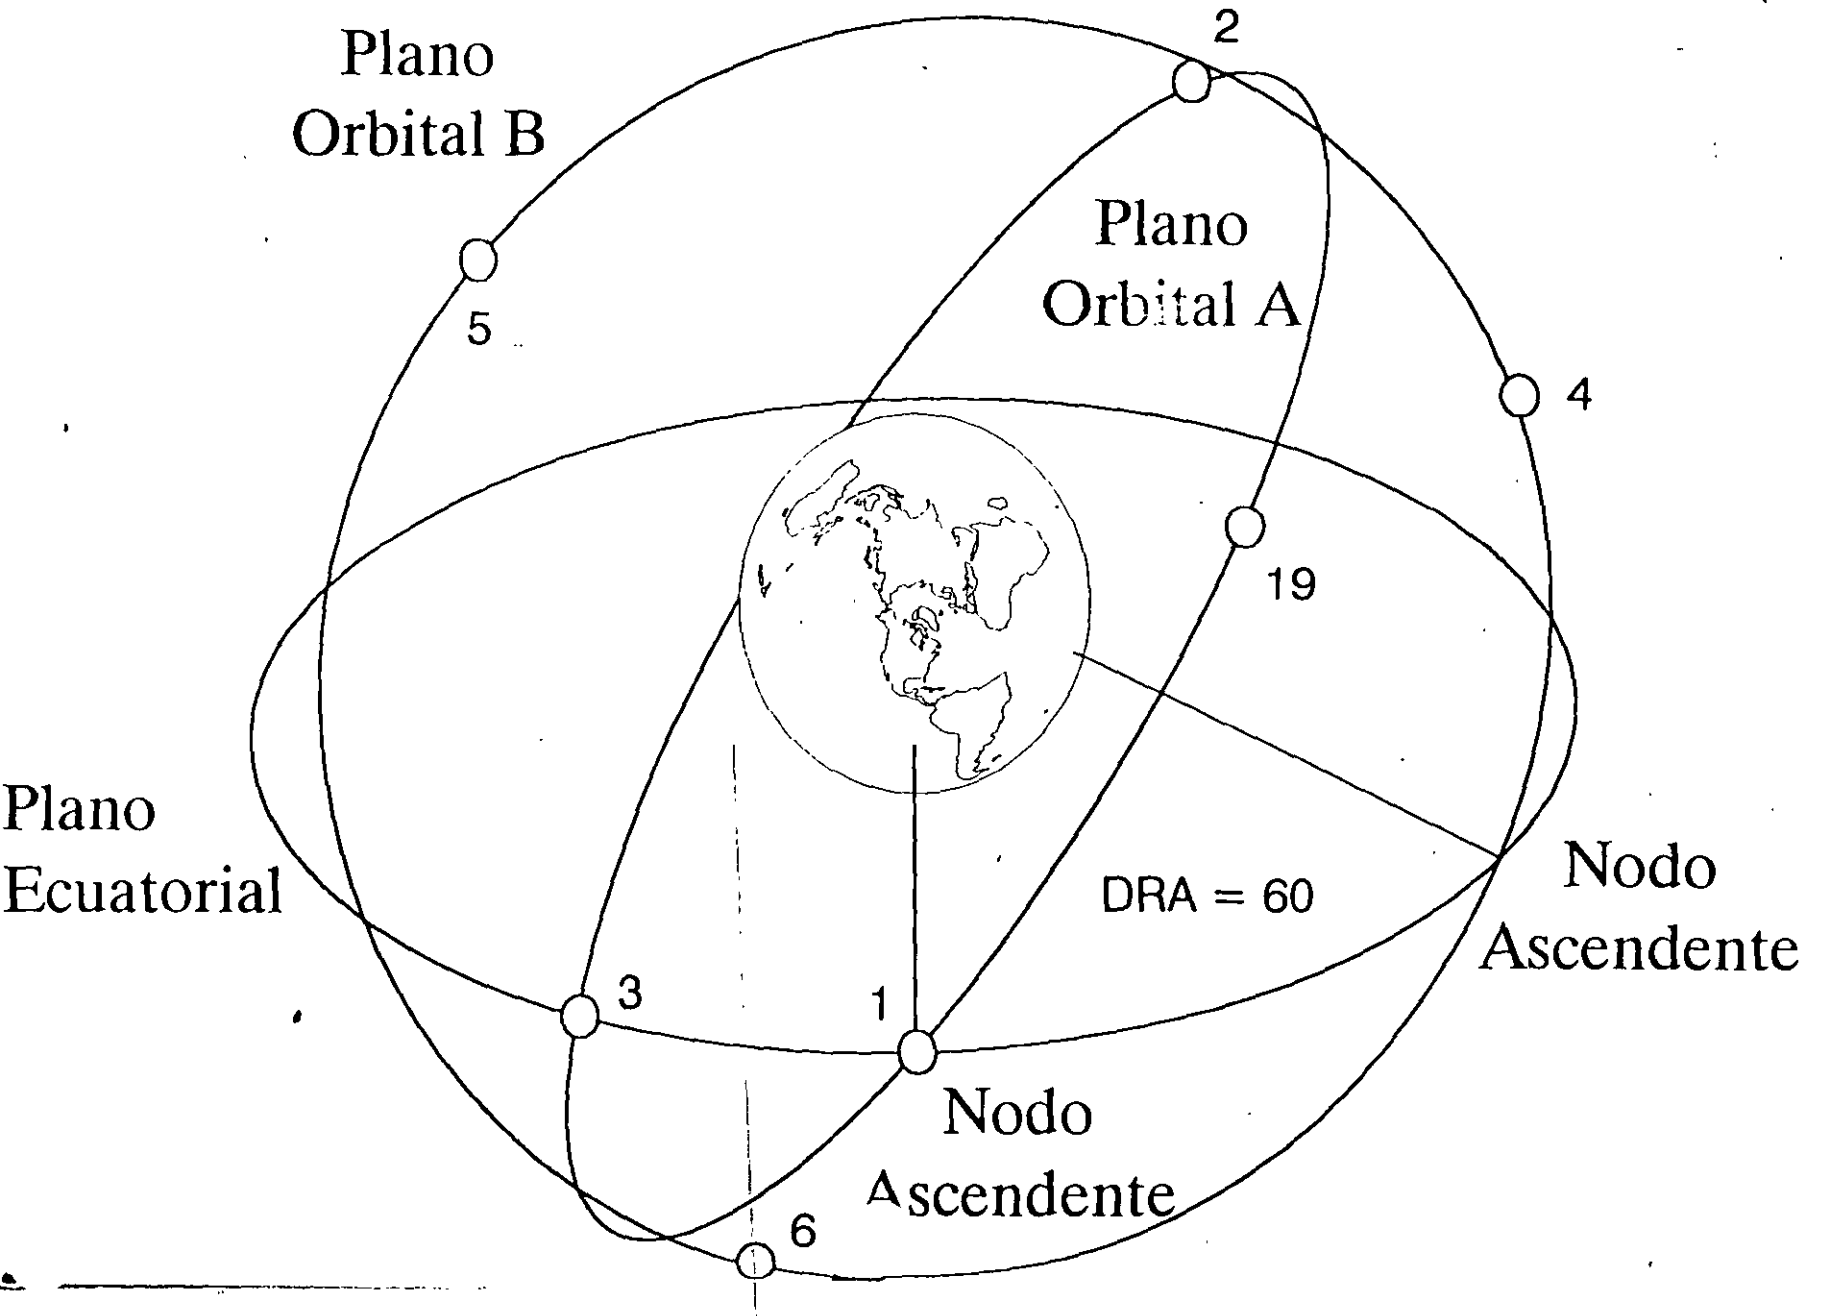 2
Plano
Orbital B
Plano
Orbital A
5
4
19
Plano
Ecuatorial
DRA = 60
Nodo
Ascendente
3
1
Nodo
Ascendente
6